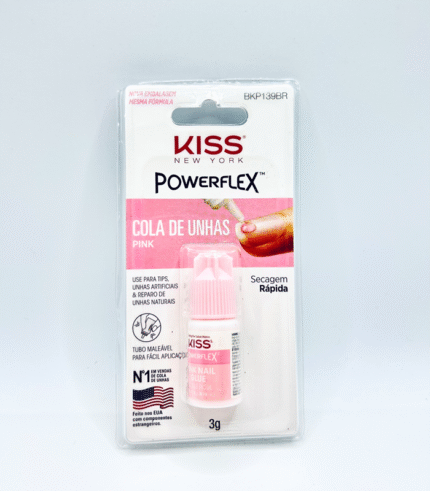 NOVA EMBALAGEM
MESMA FÓRMULA
BKP139BR
KISS
NEW YORK
POWERFLEX™
COLA DE UNHAS
PINK
USE PARA TIPS,
UNHAS ARTIFICIAIS
& REPARO DE
UNHAS NATURAIS
Secagem
Rápida
TUBO MALEÁVEL
PARA FÁCIL APLICAÇÃO
Nº1 EM VENDAS
DE COLA
DE UNHAS
Feito nos EUA
com componentes
estrangeiros.
KISS
POWERFLEX
NAIL
GLUE
3g